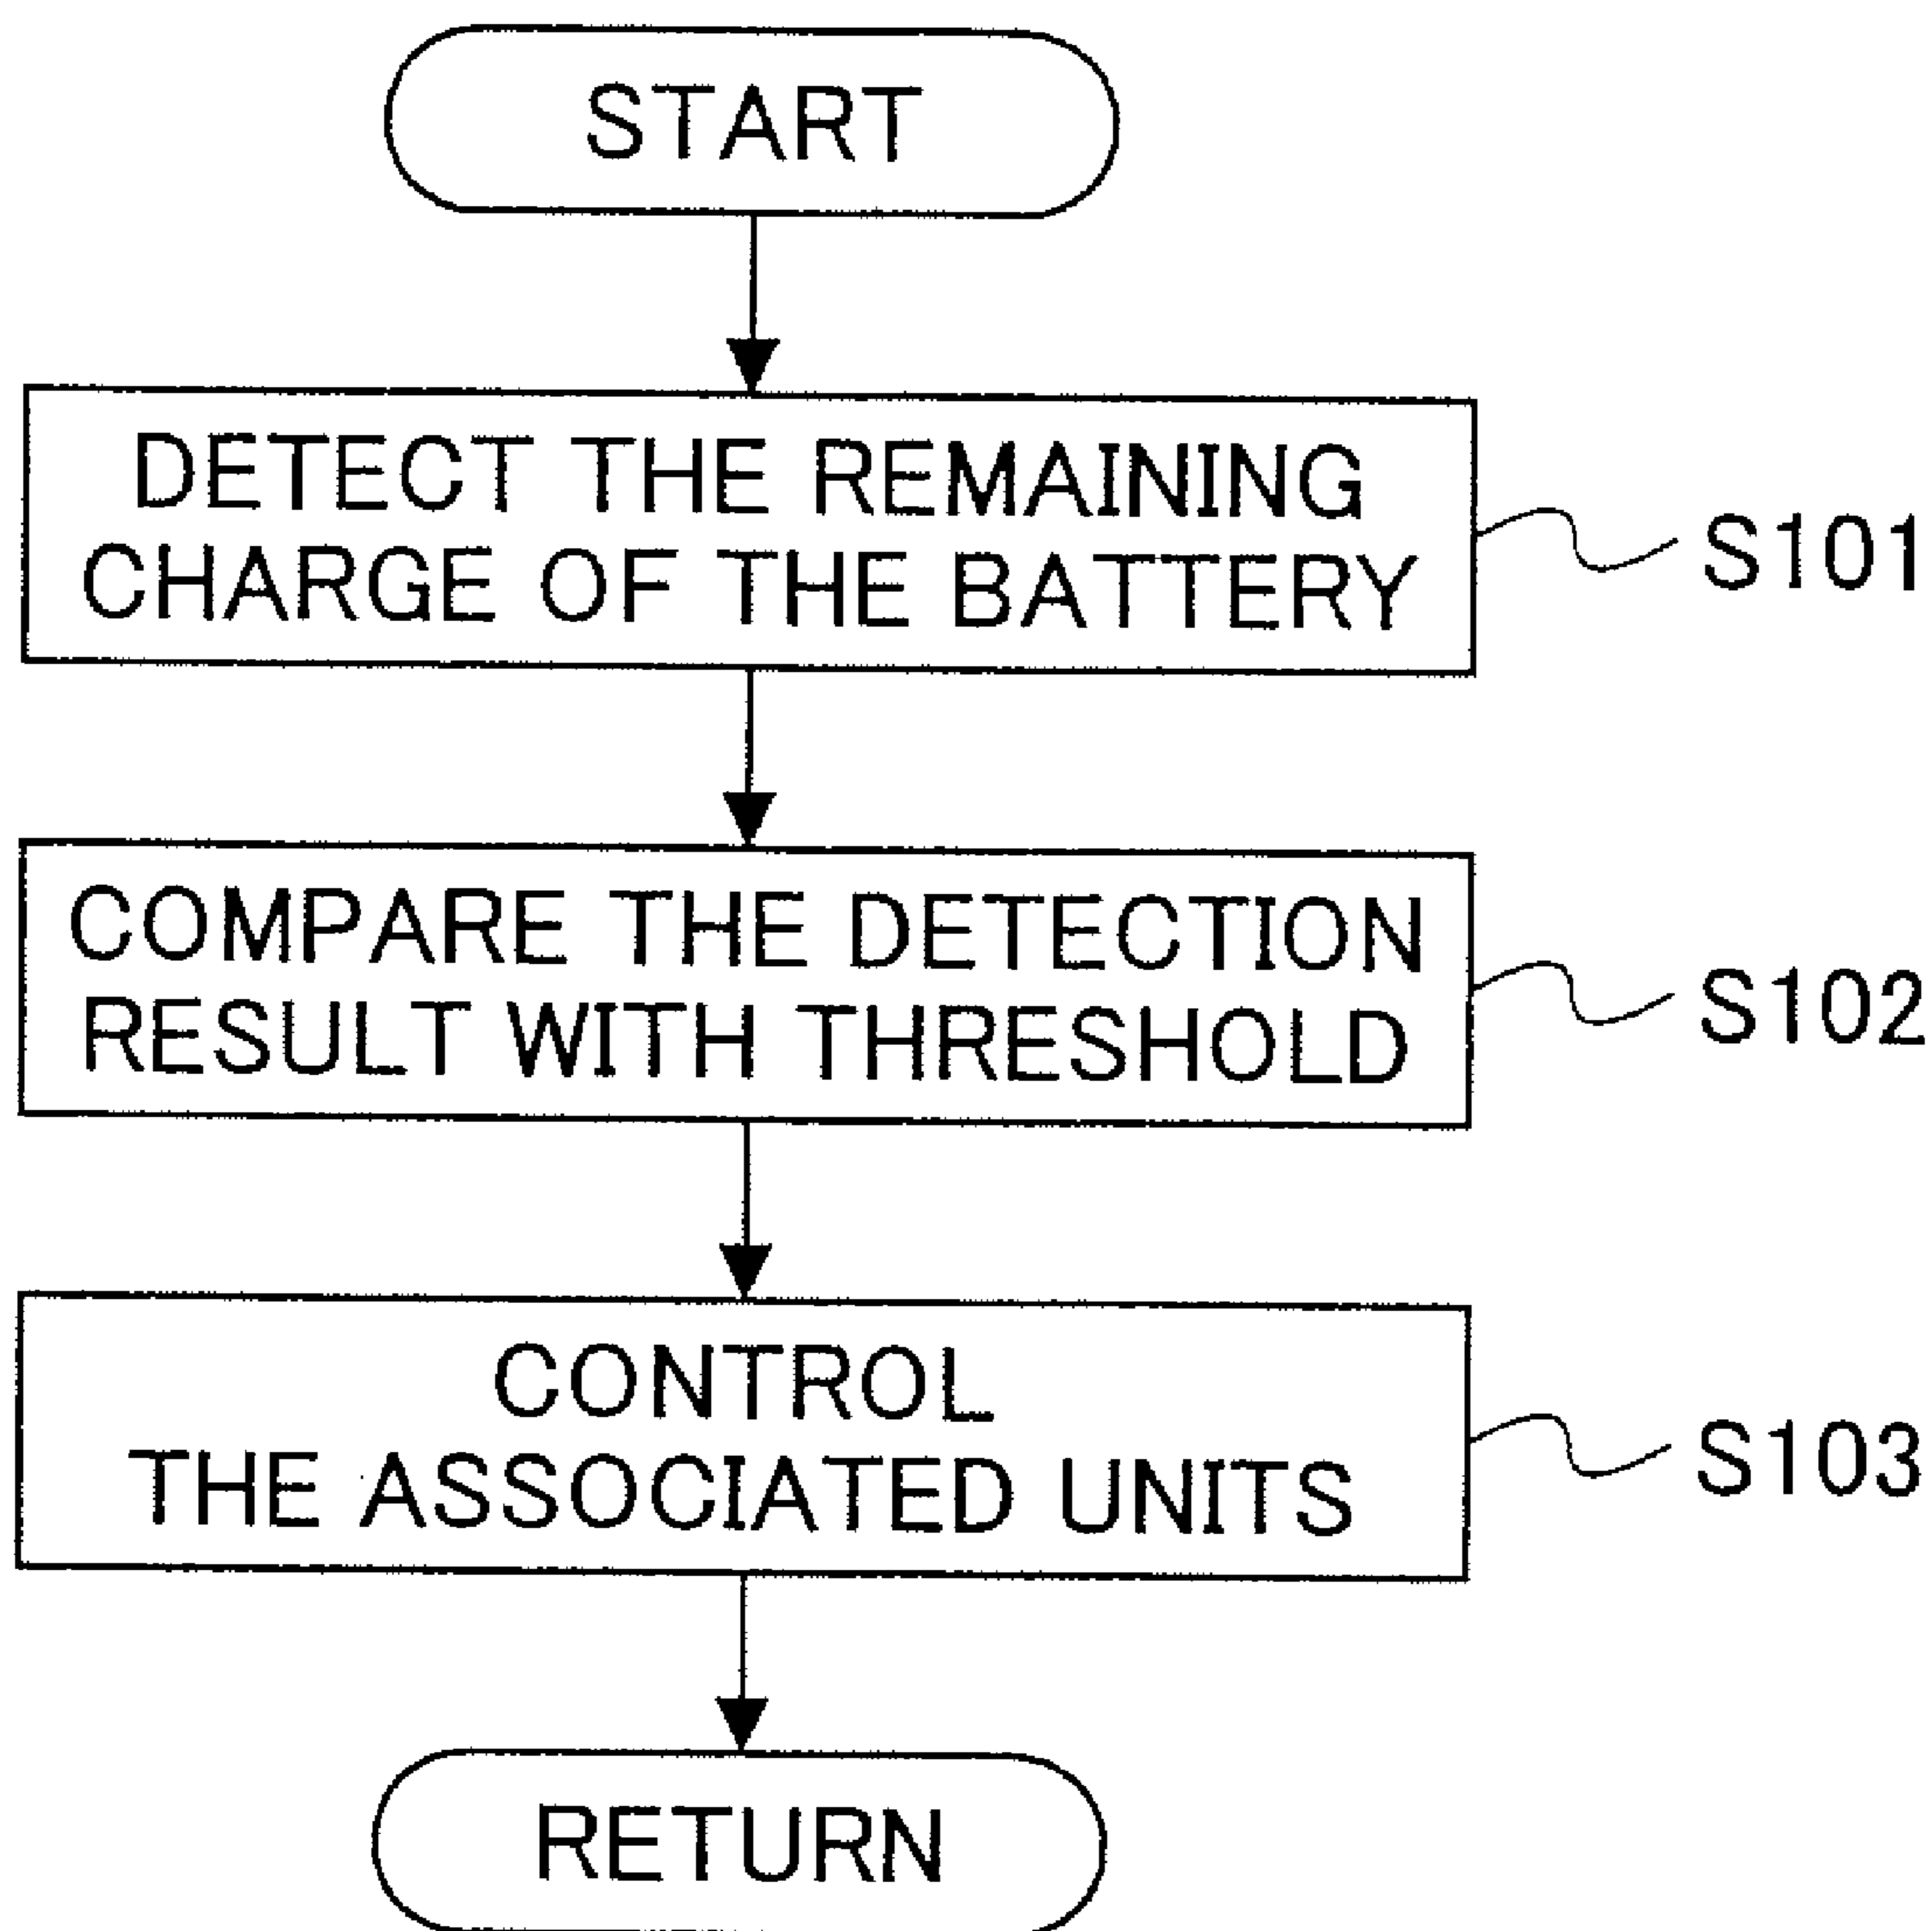 START
DETECT THE REMAINING
CHARGE OF THE BATTERY
S101
COMPARE THE DETECTION
RESULT WITH THRESHOLD
S102
CONTROL
THE ASSOCIATED UNITS
S103
RETURN